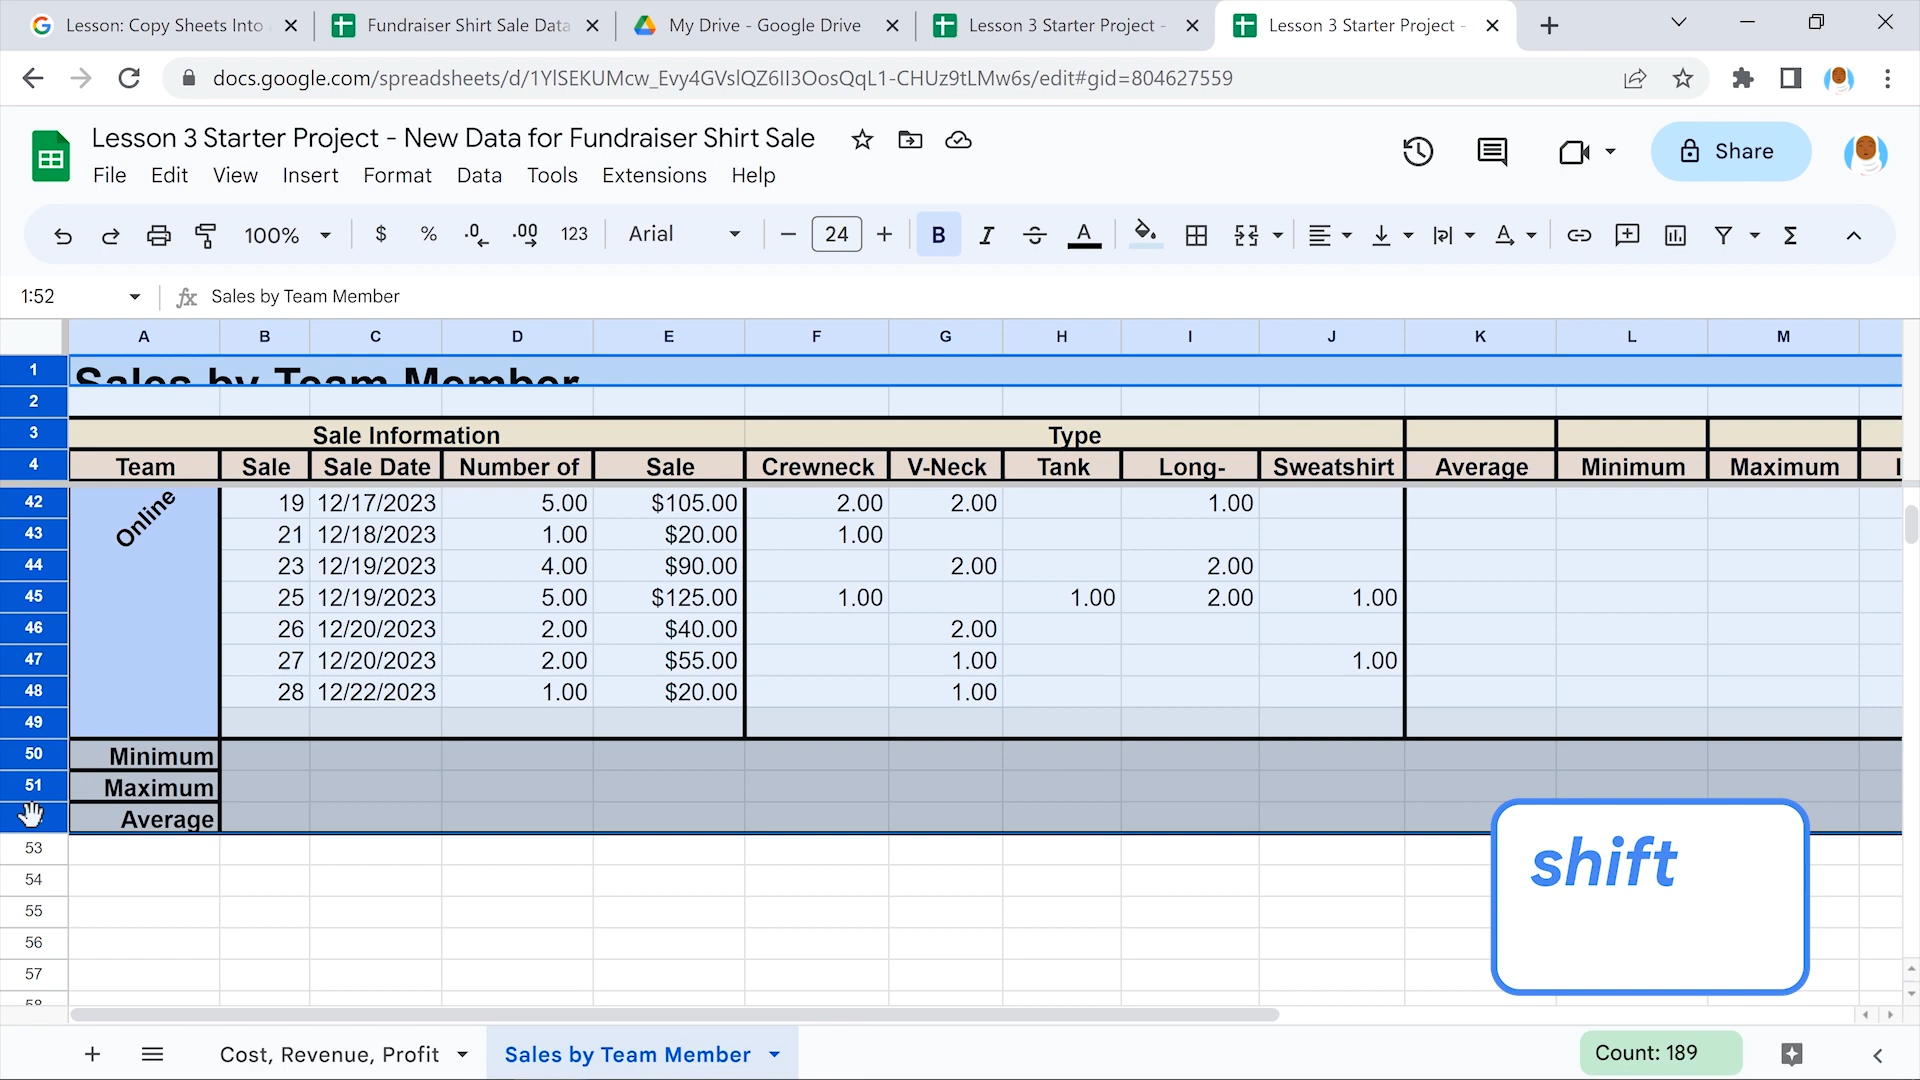 Lesson: Copy Sheets Into
Fundraiser Shirt Sale Data
My Drive - Google Drive
Lesson 3 Starter Project -
Lesson 3 Starter Project -
docs.google.com/spreadsheets/d/1YlSEKUMcw_Evy4GVslQZ6II3OosQqL1-CHUz9tLMw6s/edit#gid=804627559
Lesson 3 Starter Project - New Data for Fundraiser Shirt Sale
File Edit View Insert Format Data Tools Extensions Help
Share
100% $ % .0 .00 123 Arial 24 B I A
1:52 fx Sales by Team Member
A B C D E F G H I J K L M
1 Sales by Team Member
2
3 Sale Information Type
4 Team Sale Sale Date Number of Sale Crewneck V-Neck Tank Long- Sweatshirt Average Minimum Maximum
Online
42 19 12/17/2023 5.00 $105.00 2.00 2.00 1.00
43 21 12/18/2023 1.00 $20.00 1.00
44 23 12/19/2023 4.00 $90.00 2.00 2.00
45 25 12/19/2023 5.00 $125.00 1.00 1.00 2.00 1.00
46 26 12/20/2023 2.00 $40.00 2.00
47 27 12/20/2023 2.00 $55.00 1.00 1.00
48 28 12/22/2023 1.00 $20.00 1.00
49
50 Minimum
51 Maximum
Average
53
54
55
56
57
58
shift
Cost, Revenue, Profit
Sales by Team Member
Count: 189